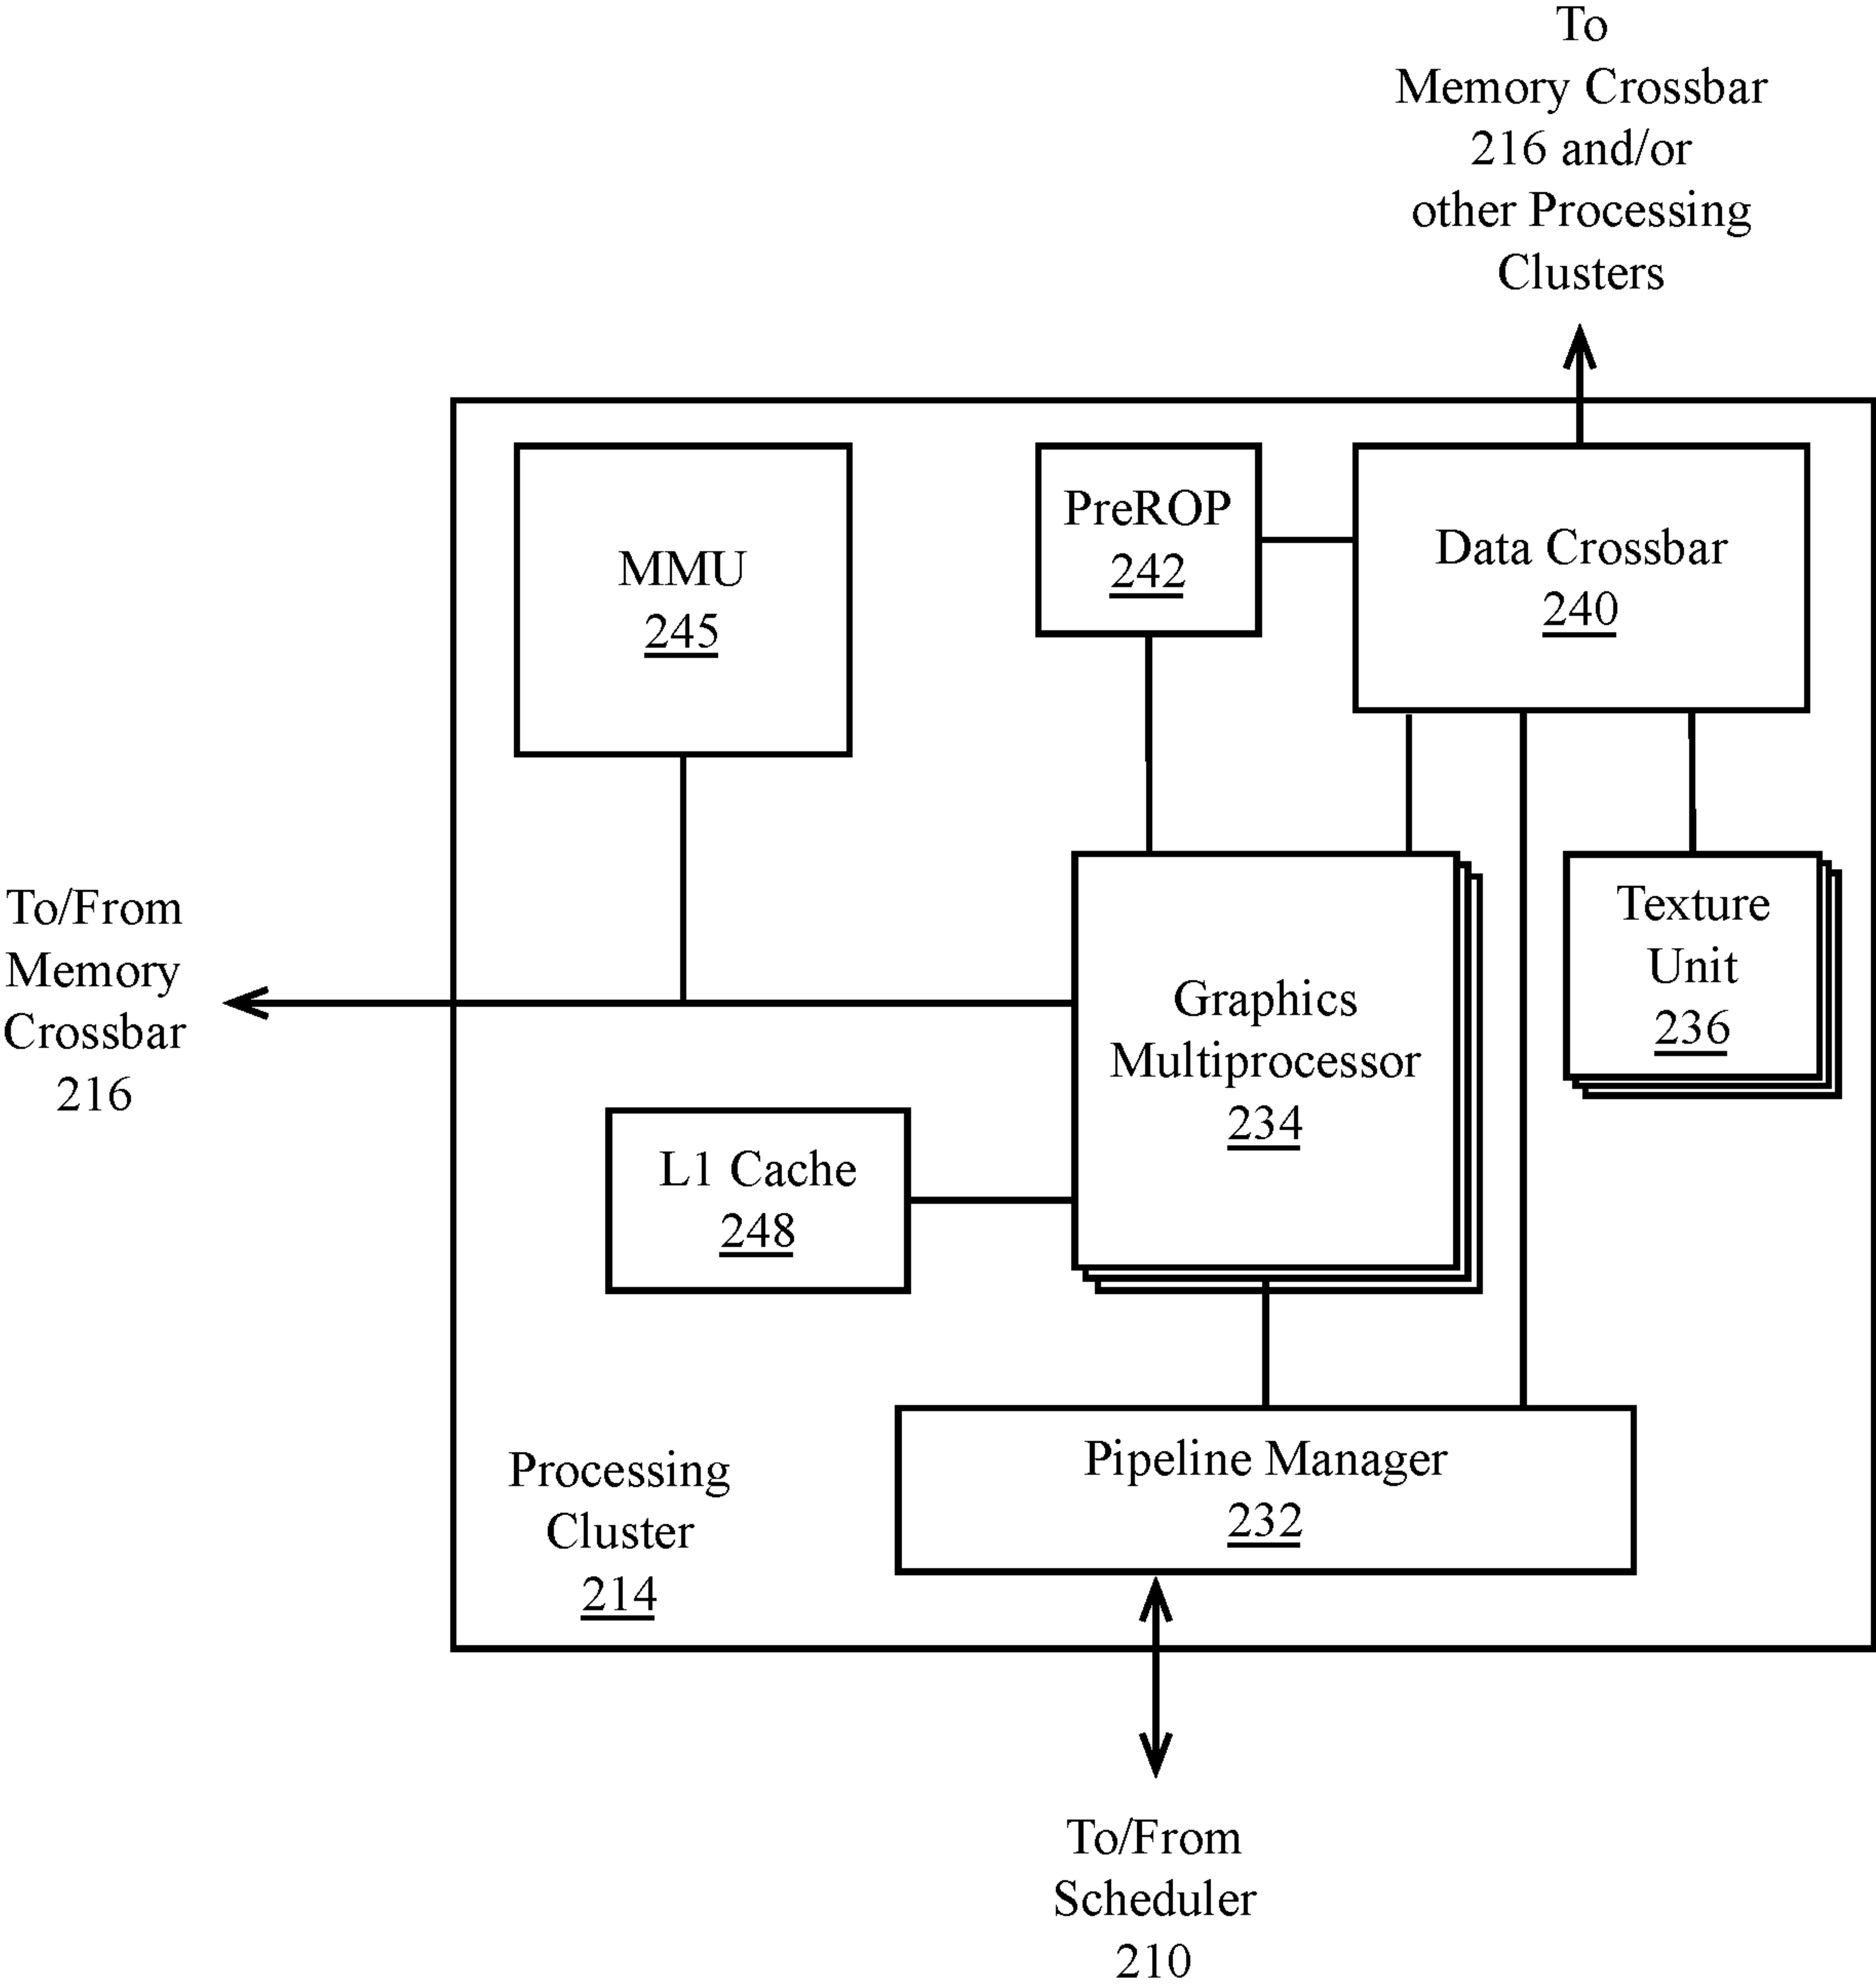 To
Memory Crossbar
216 and/or
other Processing
Clusters
MMU
245
PreROP
242
Data Crossbar
240
To/From
Memory
Crossbar
216
Graphics
Multiprocessor
234
Texture
Unit
236
L1 Cache
248
Pipeline Manager
232
Processing
Cluster
214
To/From
Scheduler
210